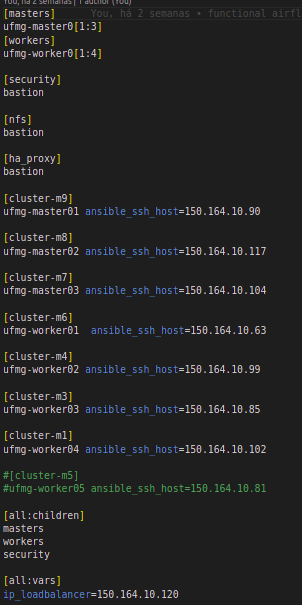 You, há 2 semanas | 1 author (You)
[masters] You, há 2 semanas • functional airfl
ufmg-master0[1:3]
[workers]
ufmg-worker0[1:4]
[security]
bastion
[nfs]
bastion
[ha_proxy]
bastion
[cluster-m9]
ufmg-master01 ansible_ssh_host=150.164.10.90
[cluster-m8]
ufmg-master02 ansible_ssh_host=150.164.10.117
[cluster-m7]
ufmg-master03 ansible_ssh_host=150.164.10.104
[cluster-m6]
ufmg-worker01  ansible_ssh_host=150.164.10.63
[cluster-m4]
ufmg-worker02 ansible_ssh_host=150.164.10.99
[cluster-m3]
ufmg-worker03 ansible_ssh_host=150.164.10.85
[cluster-m1]
ufmg-worker04 ansible_ssh_host=150.164.10.102
#[cluster-m5]
#ufmg-worker05 ansible_ssh_host=150.164.10.81
[all:children]
masters
workers
security
[all:vars]
ip_loadbalancer=150.164.10.120